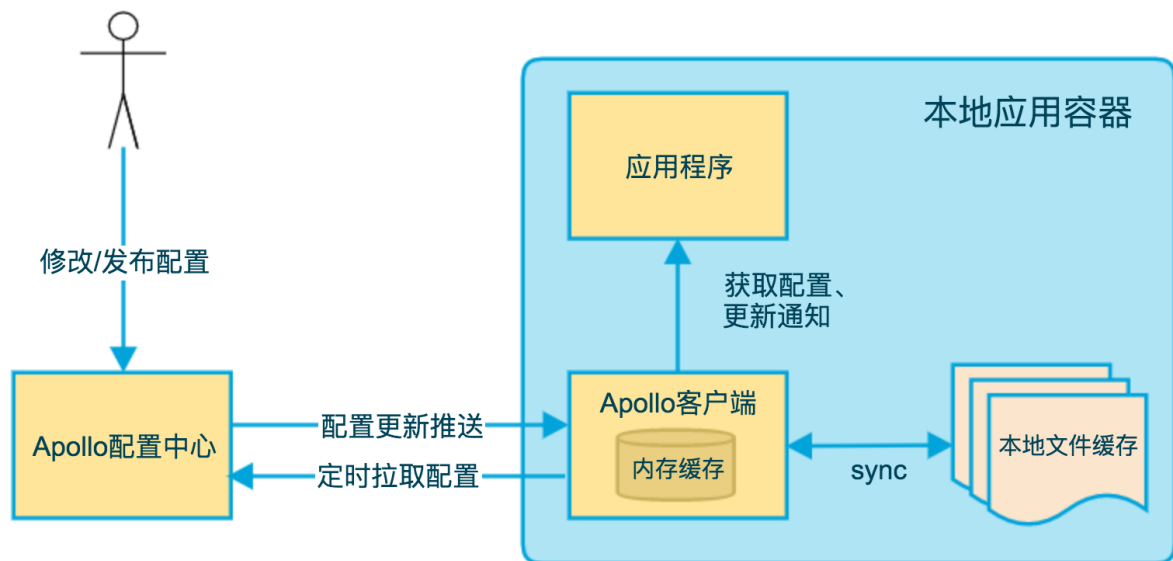 本地应用容器
应用程序
修改/发布配置
获取配置、
更新通知
Apollo配置中心
配置更新推送
定时拉取配置
Apollo客户端
内存缓存
sync
本地文件缓存